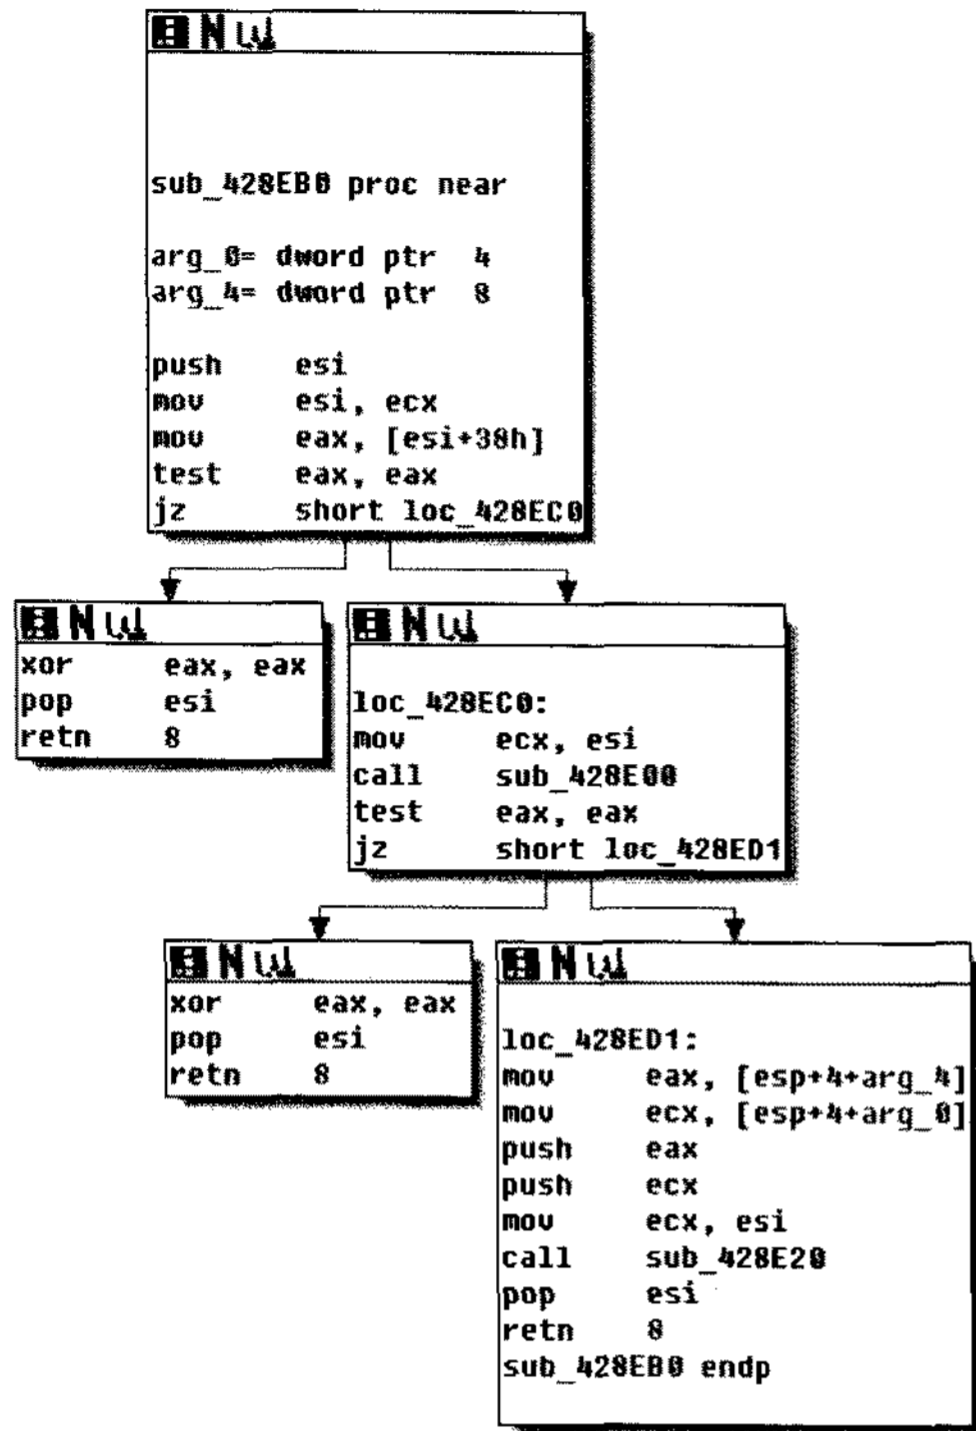 sub_428EB0 proc near
arg_0= dword ptr  4
arg_4= dword ptr  8
push    esi
mov     esi, ecx
mov     eax, [esi+38h]
test    eax, eax
jz      short loc_428EC0
xor     eax, eax
pop     esi
retn    8
loc_428EC0:
mov     ecx, esi
call    sub_428E00
test    eax, eax
jz      short loc_428ED1
xor     eax, eax
pop     esi
retn    8
loc_428ED1:
mov     eax, [esp+4+arg_4]
mov     ecx, [esp+4+arg_0]
push    eax
push    ecx
mov     ecx, esi
call    sub_428E20
pop     esi
retn    8
sub_428EB0 endp